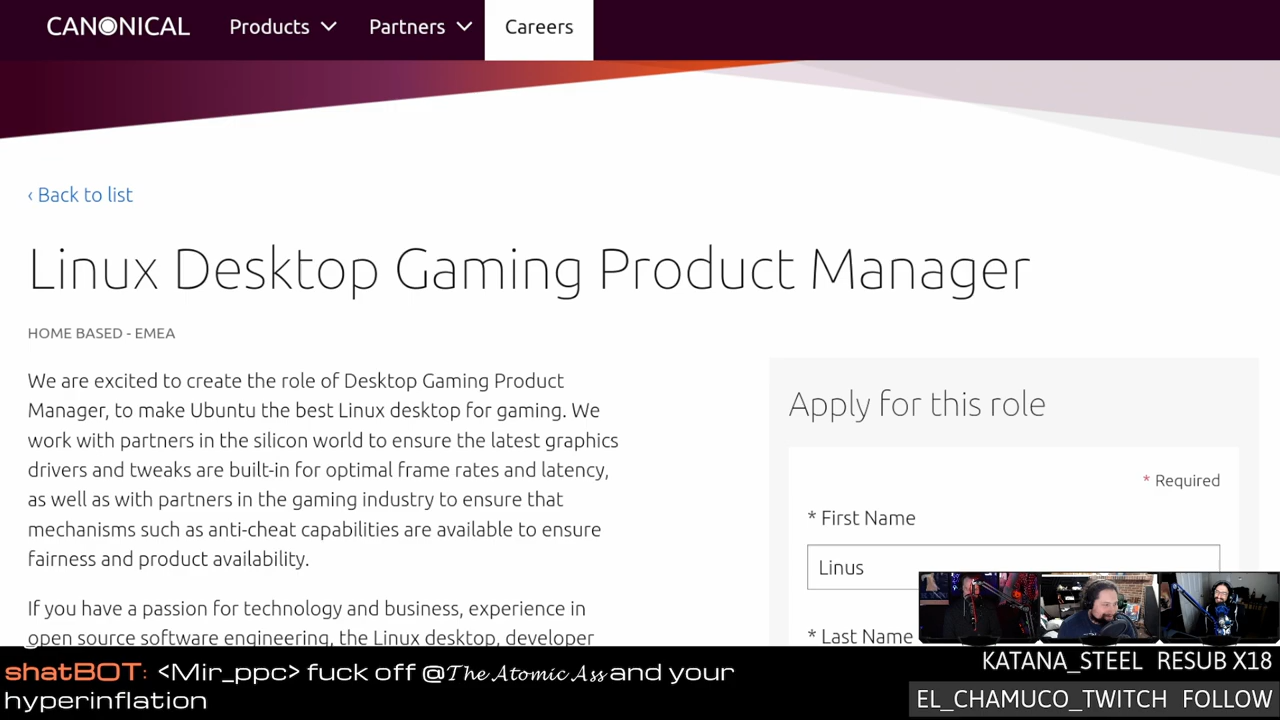 CANONICAL Products Partners Careers
‹ Back to list
Linux Desktop Gaming Product Manager
HOME BASED - EMEA
We are excited to create the role of Desktop Gaming Product
Manager, to make Ubuntu the best Linux desktop for gaming. We
work with partners in the silicon world to ensure the latest graphics
drivers and tweaks are built-in for optimal frame rates and latency,
as well as with partners in the gaming industry to ensure that
mechanisms such as anti-cheat capabilities are available to ensure
fairness and product availability.
If you have a passion for technology and business, experience in
open source software engineering, the Linux desktop, developer
Apply for this role
* Required
* First Name
Linus
* Last Name
shatBOT: <Mir_ppc> fuck off @𝓣𝓱𝓮 𝓐𝓽𝓸𝓶𝓲𝓬 𝓐𝓼𝓼 and your
hyperinflation
KATANA_STEEL RESUB X18
EL_CHAMUCO_TWITCH FOLLOW